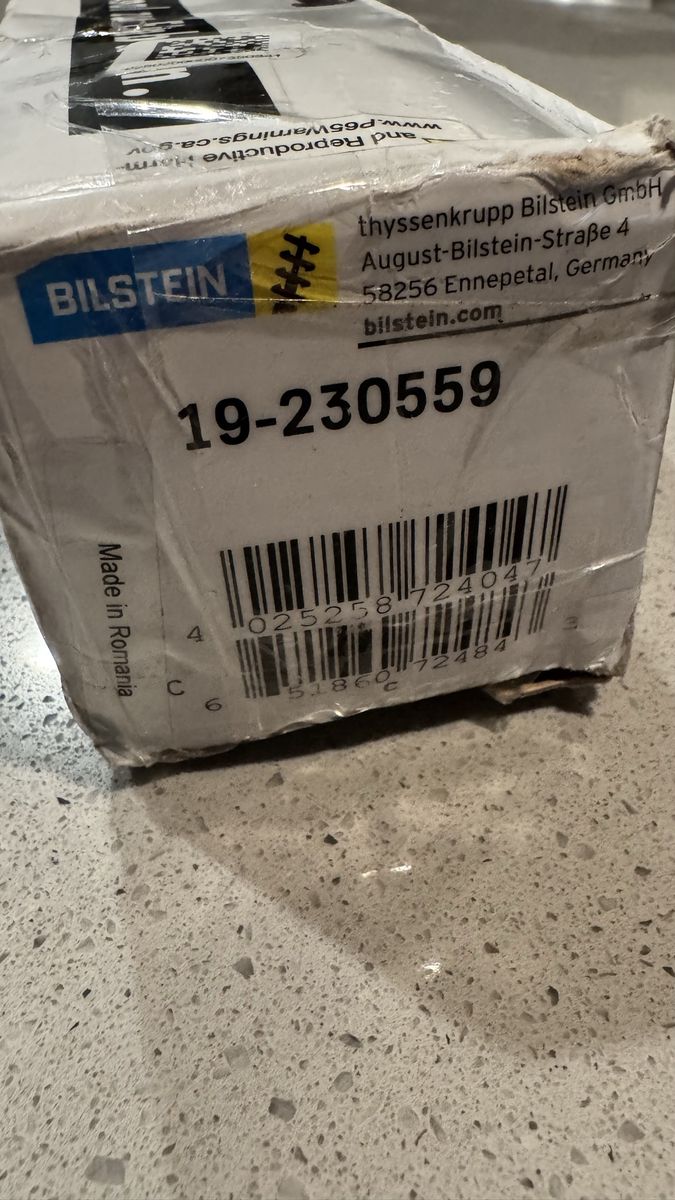 and Reproductive Harm-
www.P65Warnings.ca.gov
BILSTEIN
thyssenkrupp Bilstein GmbH
August-Bilstein-Straße 4
58256 Ennepetal, Germany
bilstein.com
19-230559
Made in Romania
4 025258 724047
6 51860 72484 3
C
C